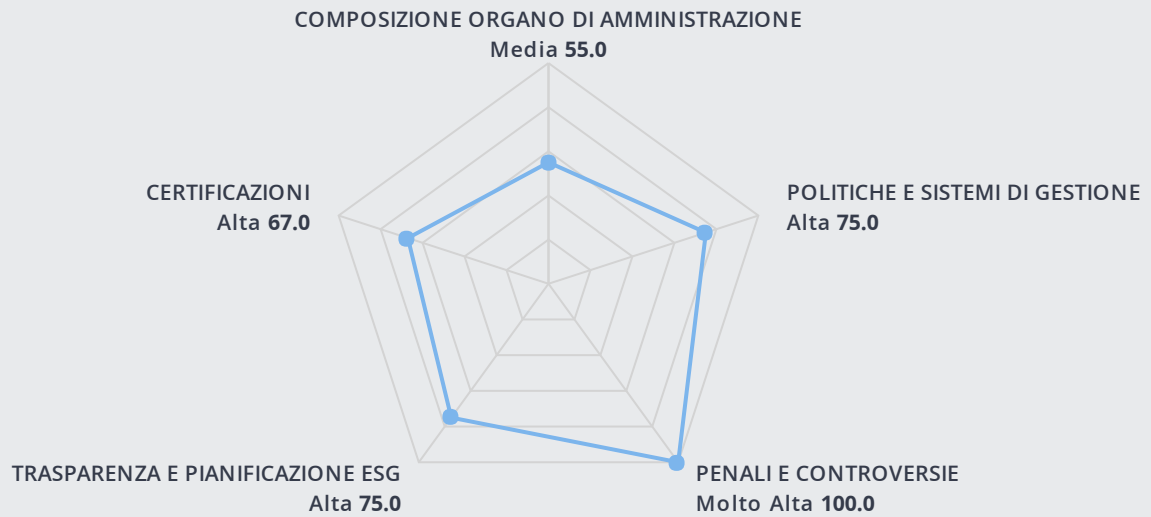 COMPOSIZIONE ORGANO DI AMMINISTRAZIONE
Media 55.0
CERTIFICAZIONI
Alta 67.0
POLITICHE E SISTEMI DI GESTIONE
Alta 75.0
TRASPARENZA E PIANIFICAZIONE ESG
Alta 75.0
PENALI E CONTROVERSIE
Molto Alta 100.0